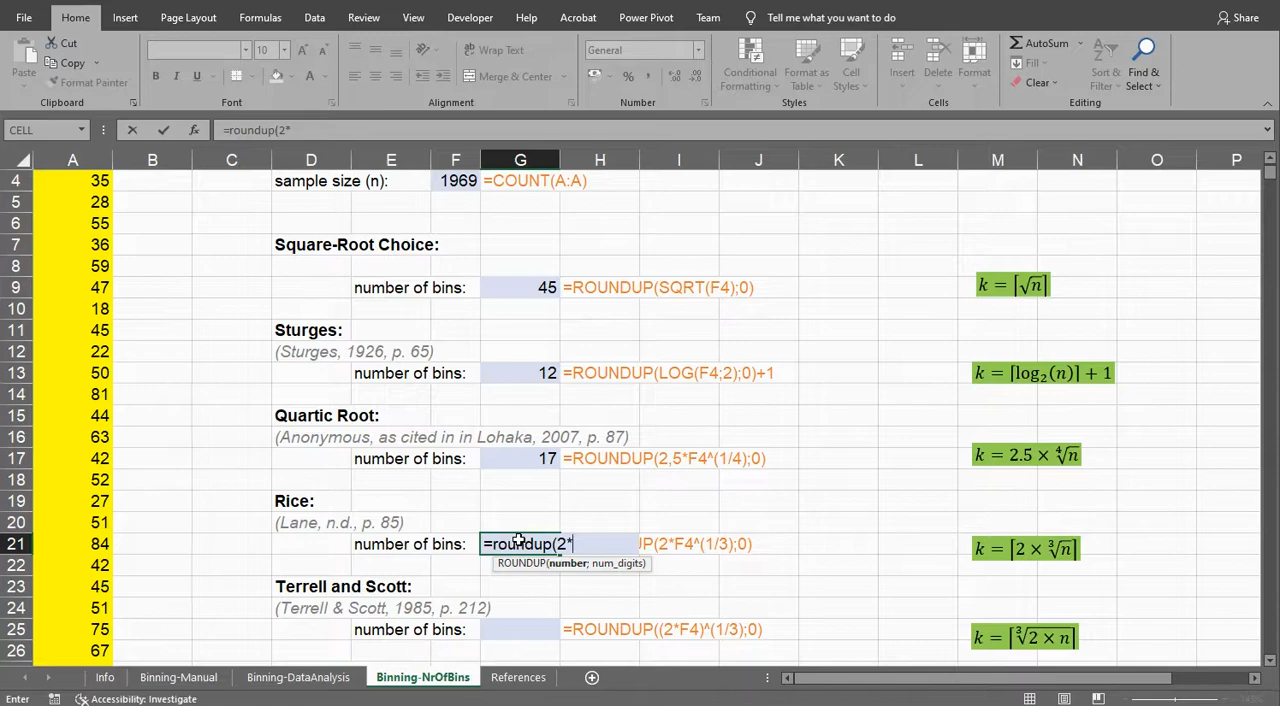 File Home Insert Page Layout Formulas Data Review View Developer Help Acrobat Power Pivot Team Tell me what you want to do Share
Paste Cut Copy Format Painter Clipboard
10 A A B I U A Font
Wrap Text Merge & Center Alignment
General % Number
Conditional Formatting Format as Table Cell Styles Styles
Insert Delete Format Cells
AutoSum Fill Clear Sort & Filter Find & Select Editing
CELL fx =roundup(2*
A B C D E F G H I J K L M N O P
4 35 sample size (n): 1969 =COUNT(A:A)
5 28
6 55
7 36 Square-Root Choice:
8 59
9 47 number of bins: 45 =ROUNDUP(SQRT(F4);0) k = ⌈√n⌉
10 18
11 45 Sturges:
12 22 (Sturges, 1926, p. 65)
13 50 number of bins: 12 =ROUNDUP(LOG(F4;2);0)+1 k = ⌈log₂(n)⌉ + 1
14 81
15 44 Quartic Root:
16 63 (Anonymous, as cited in in Lohaka, 2007, p. 87)
17 42 number of bins: 17 =ROUNDUP(2,5*F4^(1/4);0) k = 2.5 × ∜n
18 52
19 27 Rice:
20 51 (Lane, n.d., p. 85)
21 84 number of bins: =roundup(2* UP(2*F4^(1/3);0) k = ⌈2 × ∛n⌉
22 42 ROUNDUP(number; num_digits)
23 45 Terrell and Scott:
24 51 (Terrell & Scott, 1985, p. 212)
25 75 number of bins: =ROUNDUP((2*F4)^(1/3);0) k = ⌈∛2 × n⌉
26 67
Info Binning-Manual Binning-DataAnalysis Binning-NrOfBins References
Enter Accessibility: Investigate